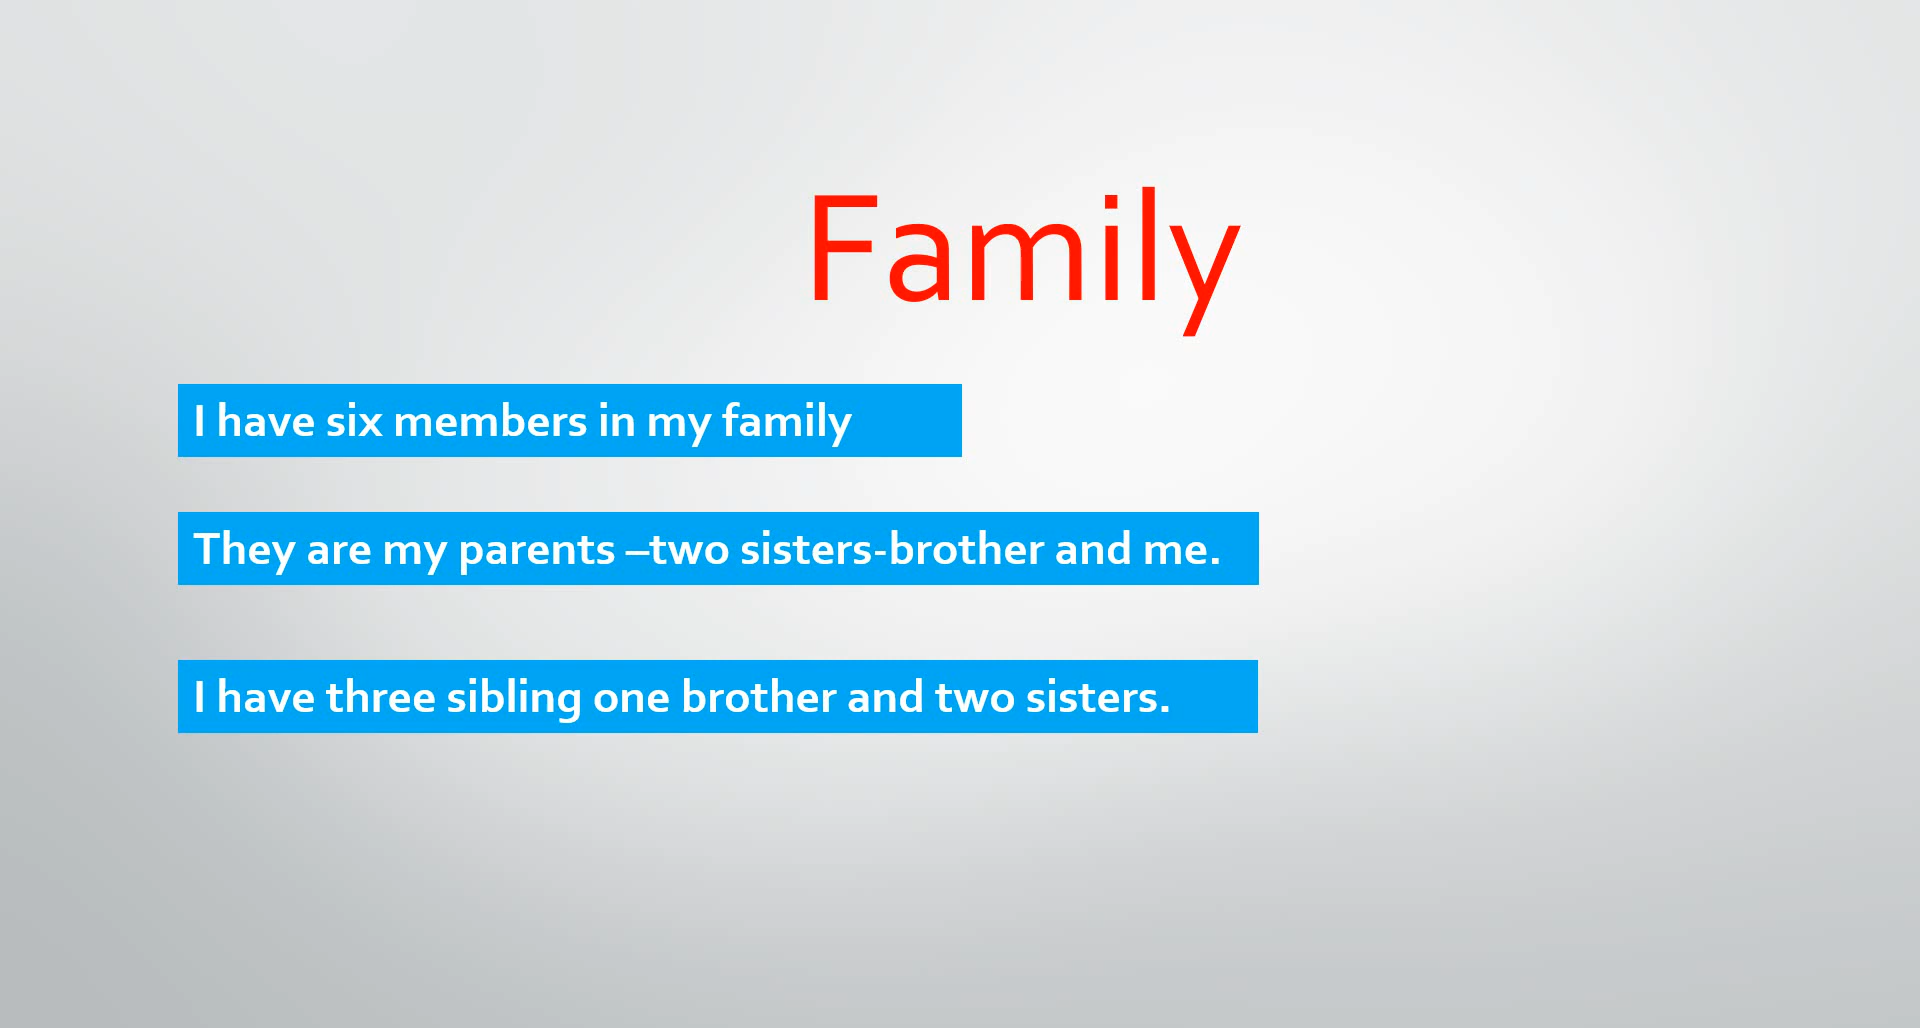 Family
I have six members in my family
They are my parents –two sisters-brother and me.
I have three sibling one brother and two sisters.